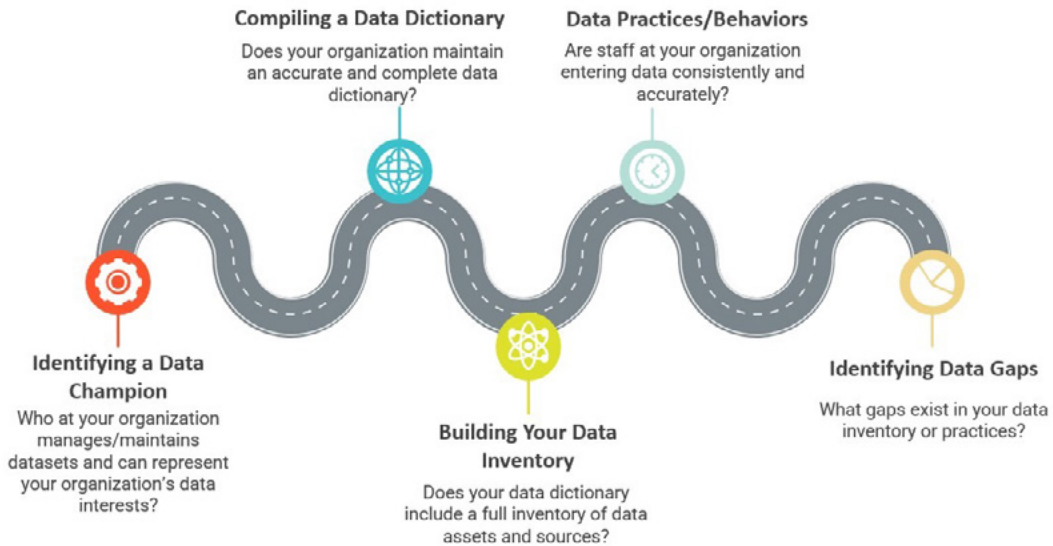 Compiling a Data Dictionary
Does your organization maintain
an accurate and complete data
dictionary?
Data Practices/Behaviors
Are staff at your organization
entering data consistently and
accurately?
Identifying a Data
Champion
Who at your organization
manages/maintains
datasets and can represent
your organization's data
interests?
Building Your Data
Inventory
Does your data dictionary
include a full inventory of data
assets and sources?
Identifying Data Gaps
What gaps exist in your data
inventory or practices?